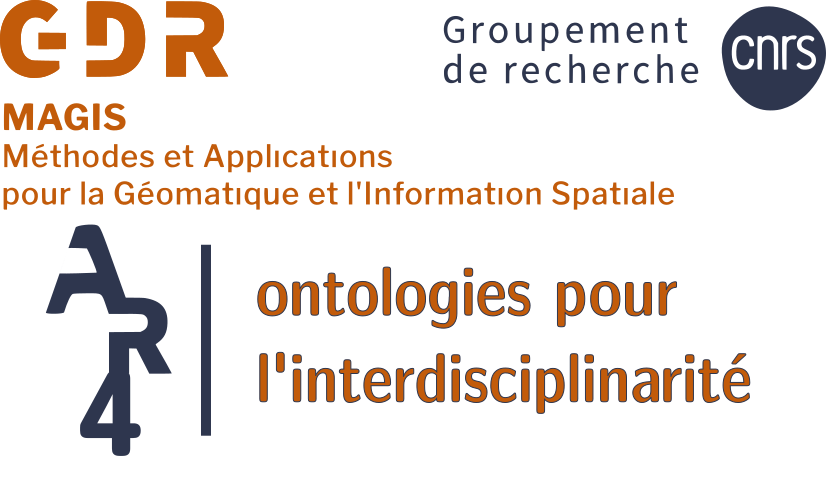 GDR
Groupement
de recherche
cnrs
MAGIS
Méthodes et Applications
pour la Géomatique et l'Information Spatiale
AR4
ontologies pour
l'interdisciplinarité